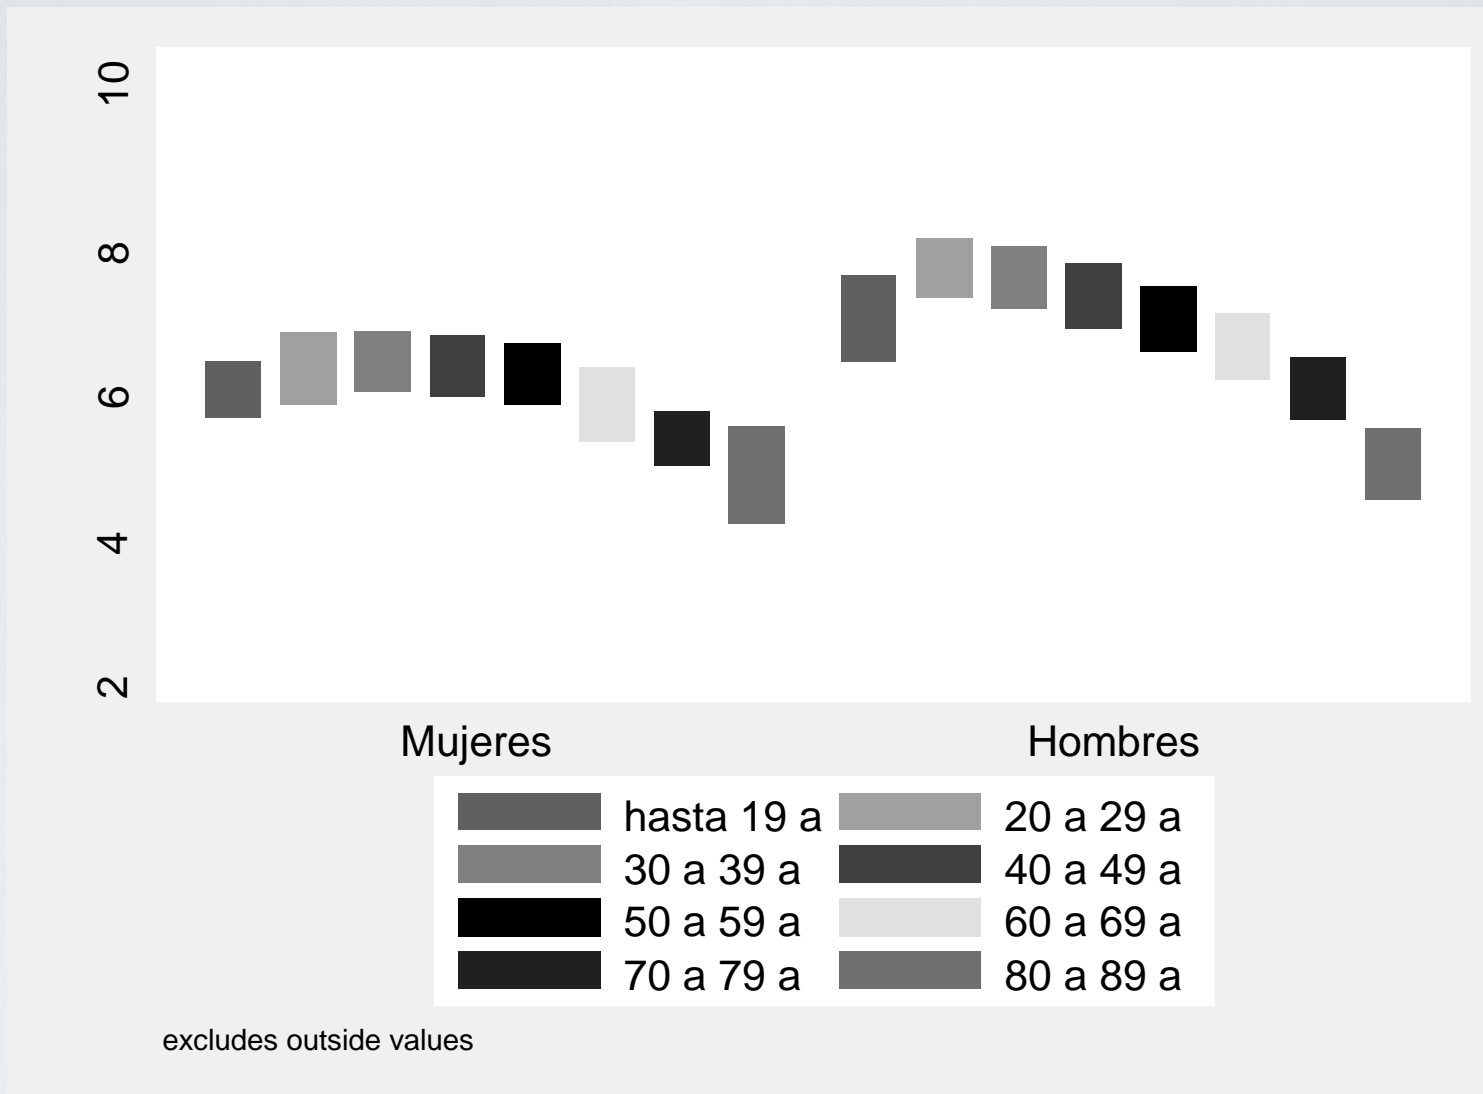 10
8
6
4
2
Mujeres Hombres
hasta 19 a 20 a 29 a
30 a 39 a 40 a 49 a
50 a 59 a 60 a 69 a
70 a 79 a 80 a 89 a
excludes outside values